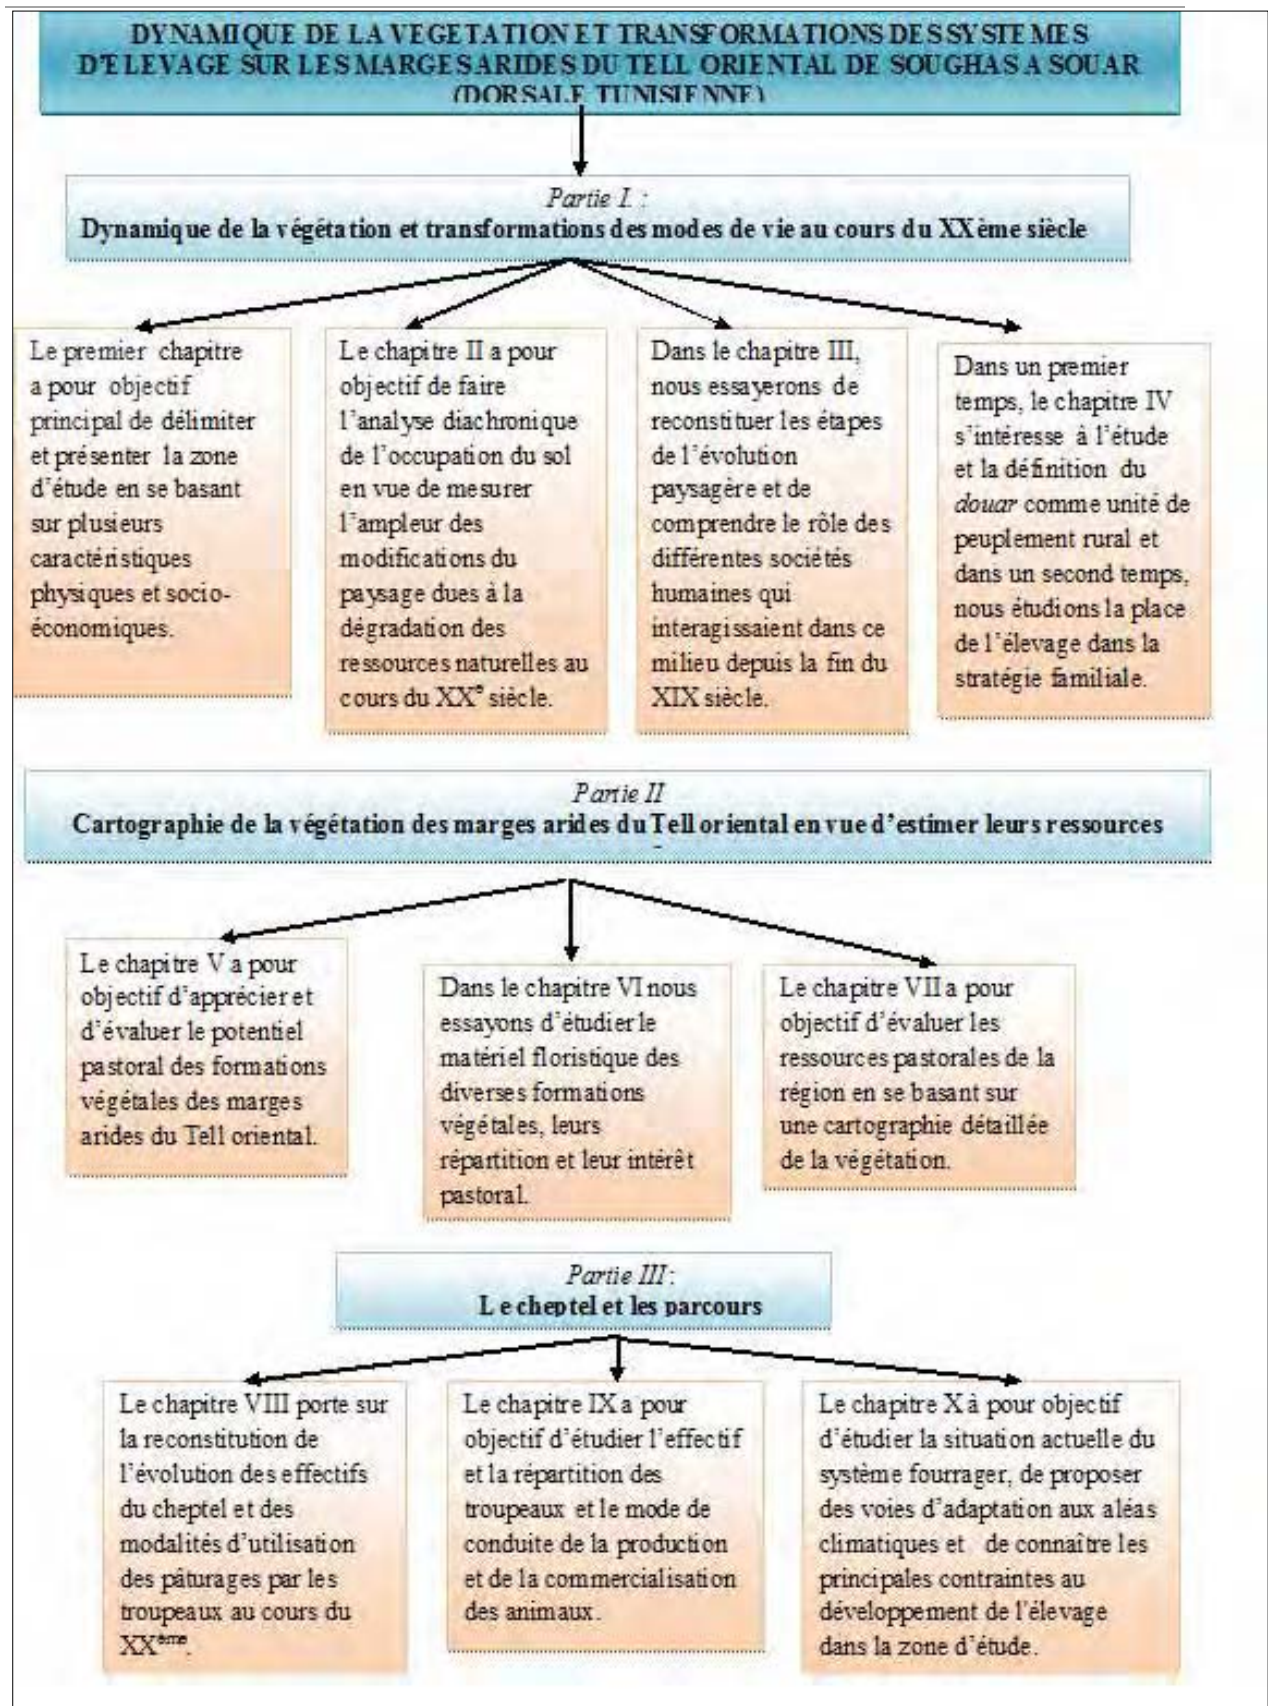 DYNAMIQUE DE LA VEGETATION ET TRANSFORMATIONS DES SYSTEMES
D'ELEVAGE SUR LES MARGES ARIDES DU TELL ORIENTAL DE SOUGHAS A SOUAR
(DORSALE TUNISIENNE)
Partie I. :
Dynamique de la végétation et transformations des modes de vie au cours du XXème siècle
Le premier chapitre
a pour objectif
principal de délimiter
et présenter la zone
d'étude en se basant
sur plusieurs
caractéristiques
physiques et socio-
économiques.
Le chapitre II a pour
objectif de faire
l'analyse diachronique
de l'occupation du sol
en vue de mesurer
l'ampleur des
modifications du
paysage dues à la
dégradation des
ressources naturelles au
cours du XXe siècle.
Dans le chapitre III,
nous essayerons de
reconstituer les étapes
de l'évolution
paysagère et de
comprendre le rôle des
différentes sociétés
humaines qui
interagissaient dans ce
milieu depuis la fin du
XIX siècle.
Dans un premier
temps, le chapitre IV
s'intéresse à l'étude
et la définition du
douar comme unité de
peuplement rural et
dans un second temps,
nous étudions la place
de l'élevage dans la
stratégie familiale.
Partie II
Cartographie de la végétation des marges arides du Tell oriental en vue d'estimer leurs ressources
Le chapitre V a pour
objectif d'apprécier et
d'évaluer le potentiel
pastoral des formations
végétales des marges
arides du Tell oriental.
Dans le chapitre VI nous
essayons d'étudier le
matériel floristique des
diverses formations
végétales, leurs
répartition et leur intérêt
pastoral.
Le chapitre VII a pour
objectif d'évaluer les
ressources pastorales de la
région en se basant sur
une cartographie détaillée
de la végétation.
Partie III :
Le cheptel et les parcours
Le chapitre VIII porte sur
la reconstitution de
l'évolution des effectifs
du cheptel et des
modalités d'utilisation
des pâturages par les
troupeaux au cours du
XXème.
Le chapitre IX a pour
objectif d'étudier l'effectif
et la répartition des
troupeaux et le mode de
conduite de la production
et de la commercialisation
des animaux.
Le chapitre X à pour objectif
d'étudier la situation actuelle du
système fourrager, de proposer
des voies d'adaptation aux aléas
climatiques et de connaître les
principales contraintes au
développement de l'élevage
dans la zone d'étude.